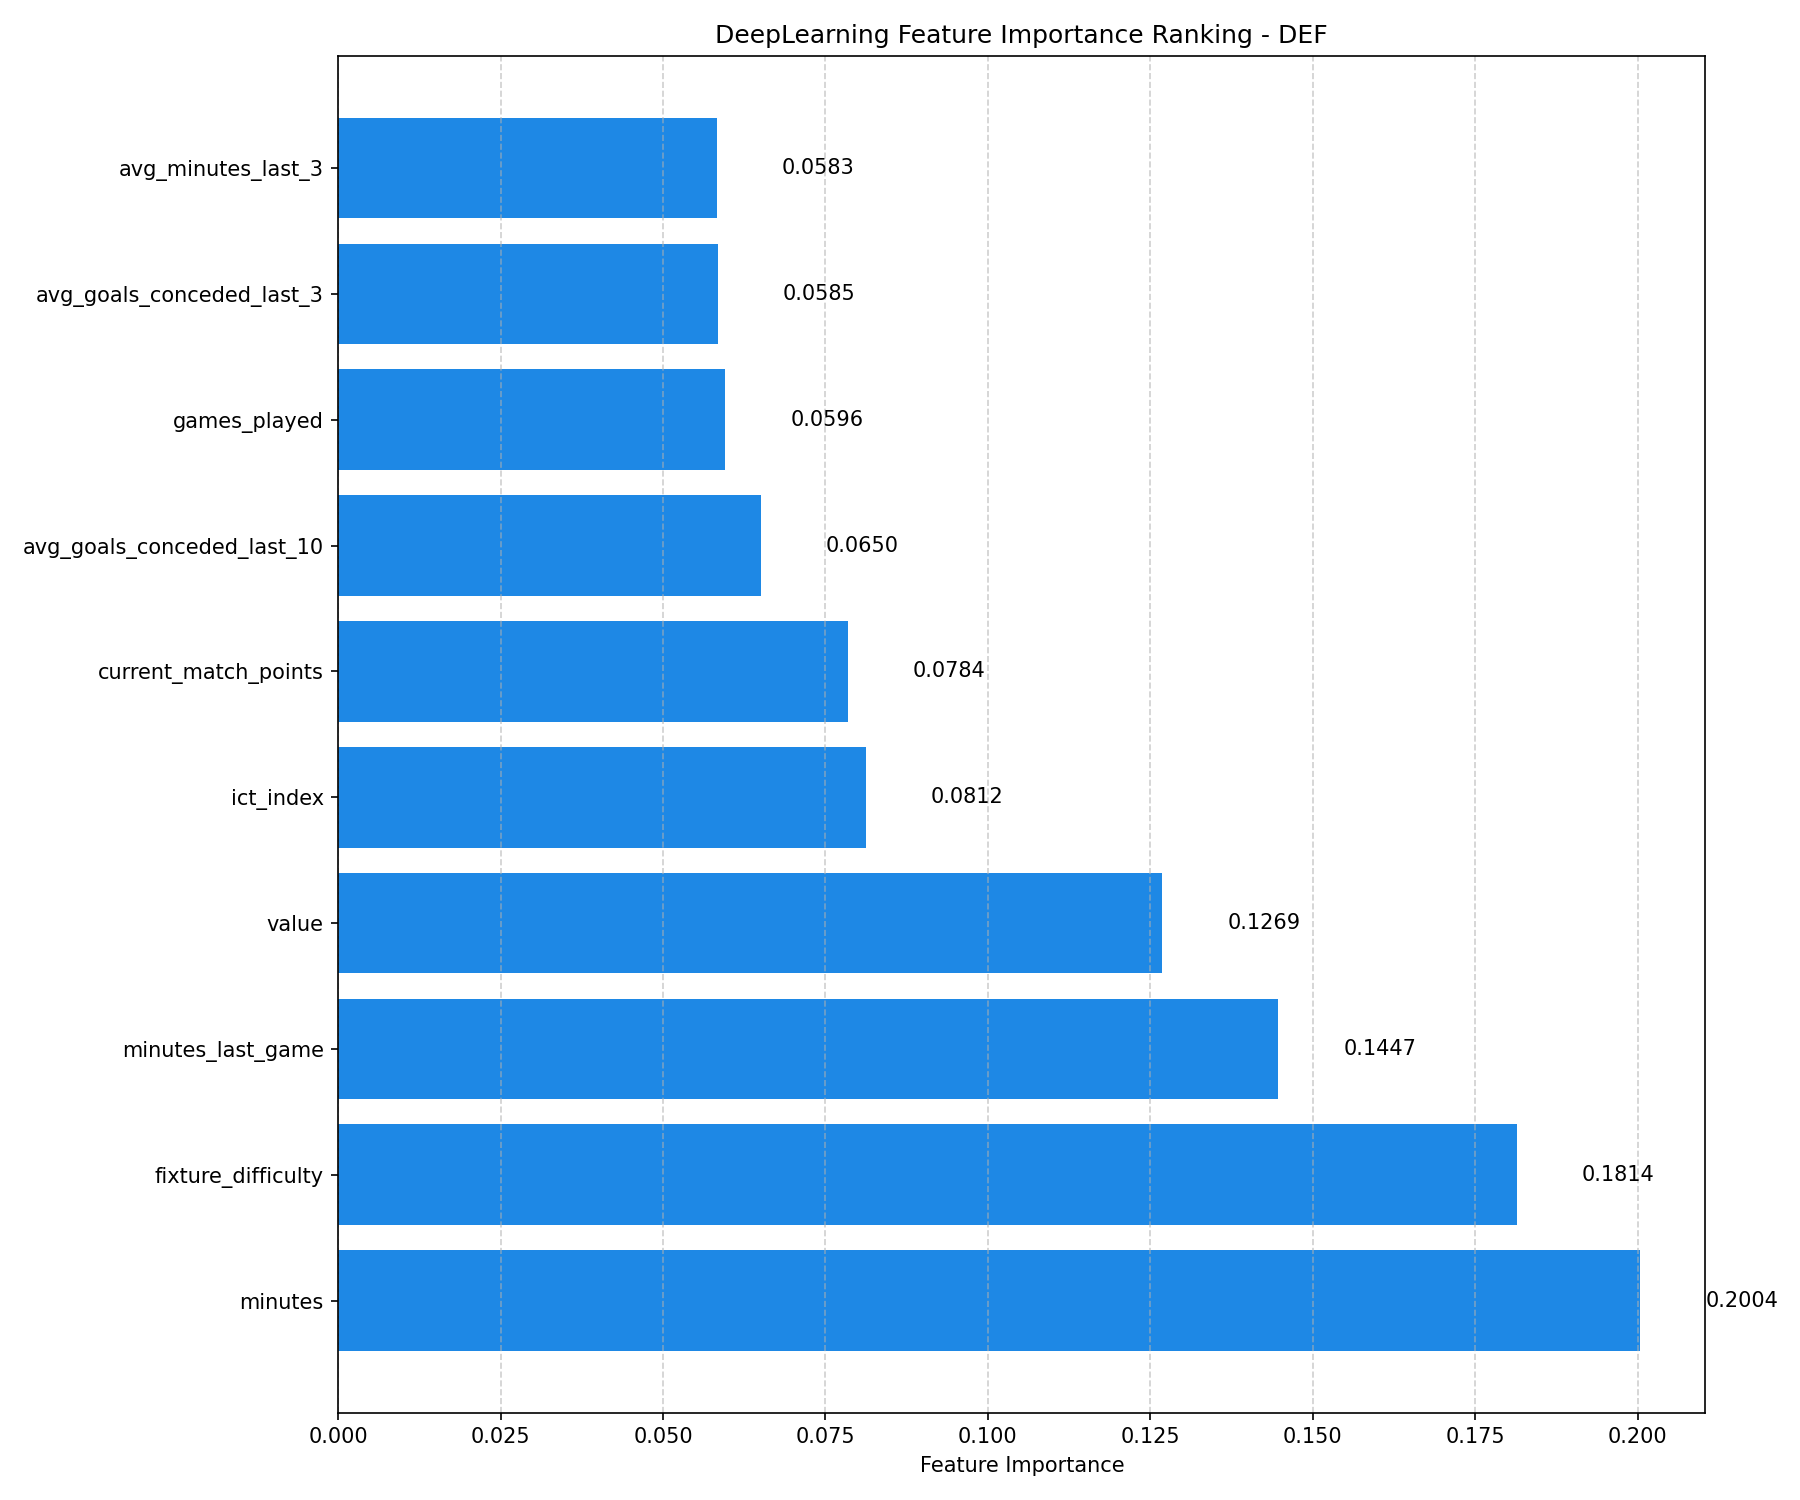 DeepLearning Feature Importance Ranking - DEF
avg_minutes_last_3 0.0583
avg_goals_conceded_last_3 0.0585
games_played 0.0596
avg_goals_conceded_last_10 0.0650
current_match_points 0.0784
ict_index 0.0812
value 0.1269
minutes_last_game 0.1447
fixture_difficulty 0.1814
minutes 0.2004
0.000 0.025 0.050 0.075 0.100 0.125 0.150 0.175 0.200
Feature Importance